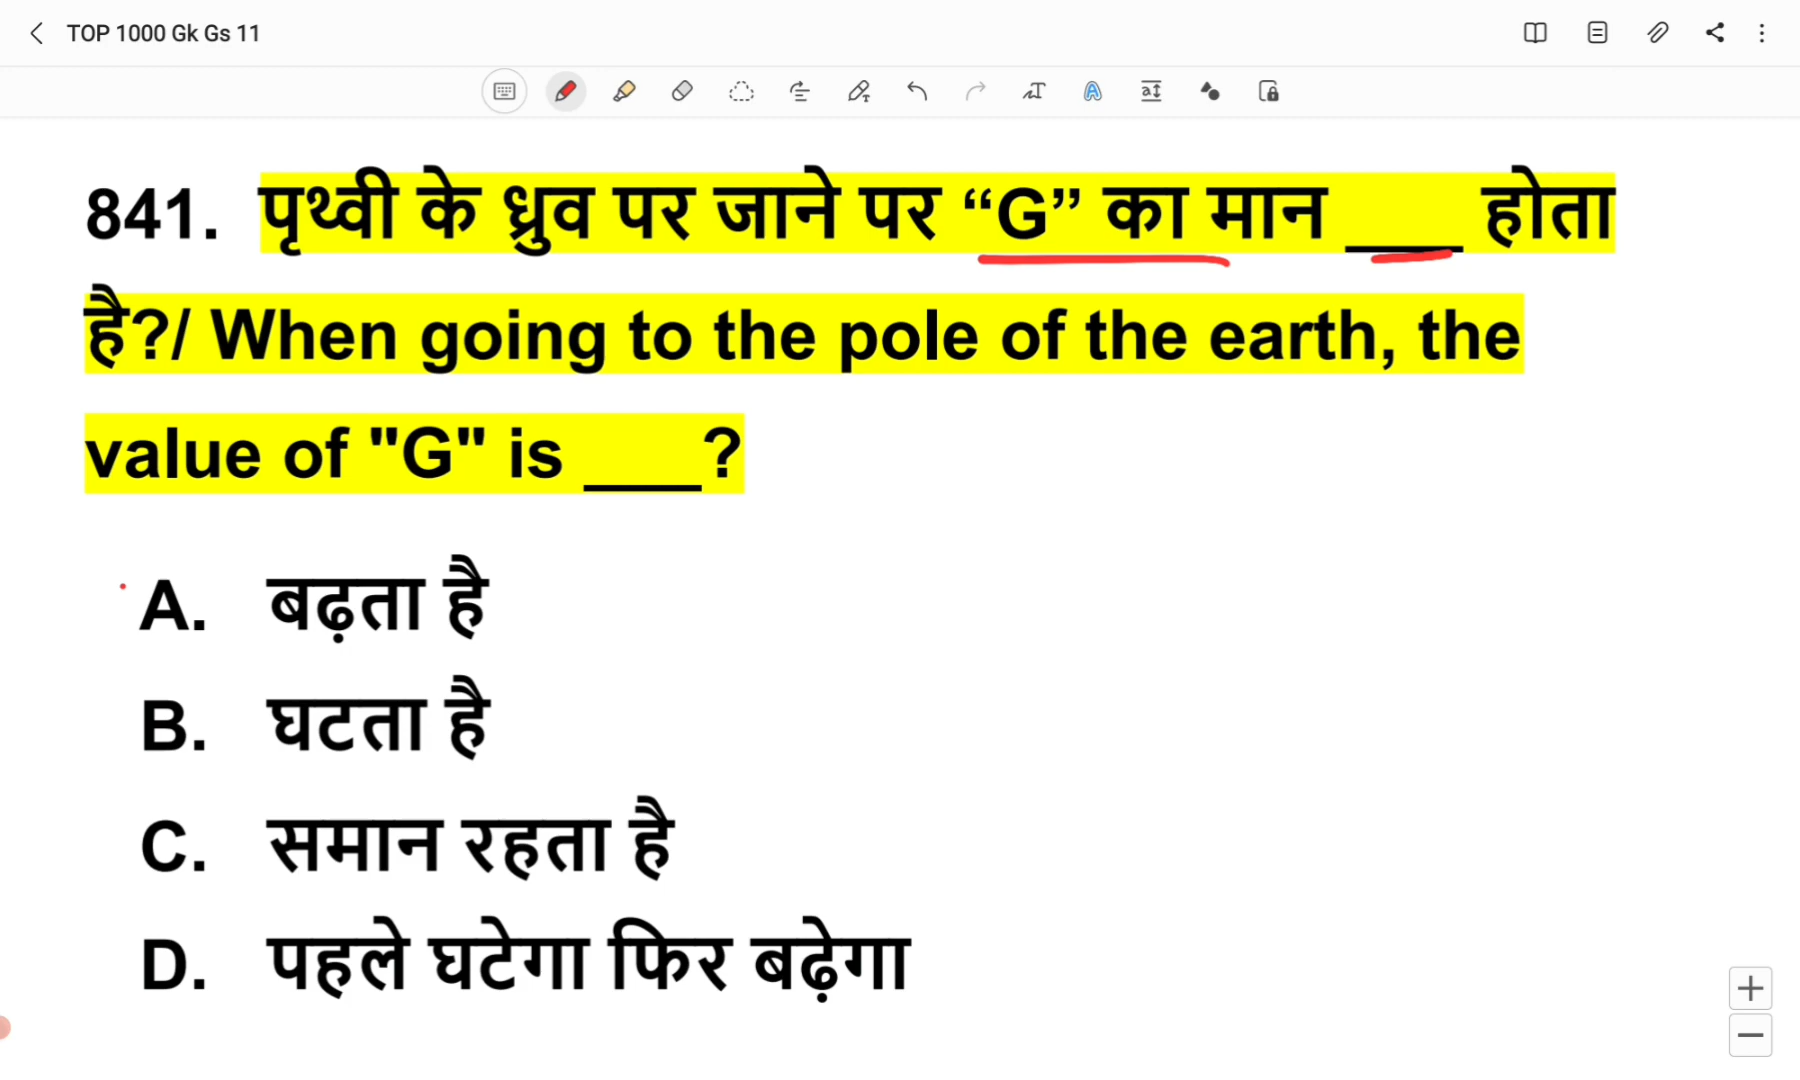 TOP 1000 Gk Gs 11
841. पृथ्वी के ध्रुव पर जाने पर “G” का मान ___ होता
है?/ When going to the pole of the earth, the
value of "G" is ___?
A. बढ़ता है
B. घटता है
C. समान रहता है
D. पहले घटेगा फिर बढ़ेगा